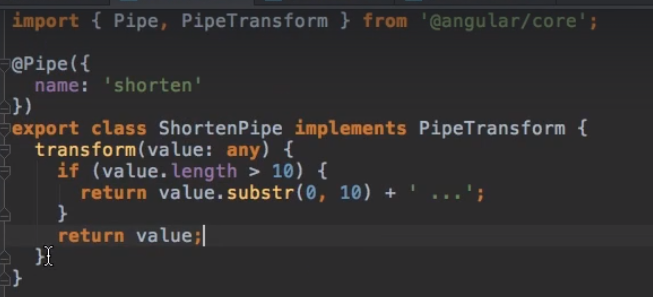 import { Pipe, PipeTransform } from '@angular/core';
@Pipe({
  name: 'shorten'
})
export class ShortenPipe implements PipeTransform {
  transform(value: any) {
    if (value.length > 10) {
      return value.substr(0, 10) + ' ...';
    }
    return value;
  }
}